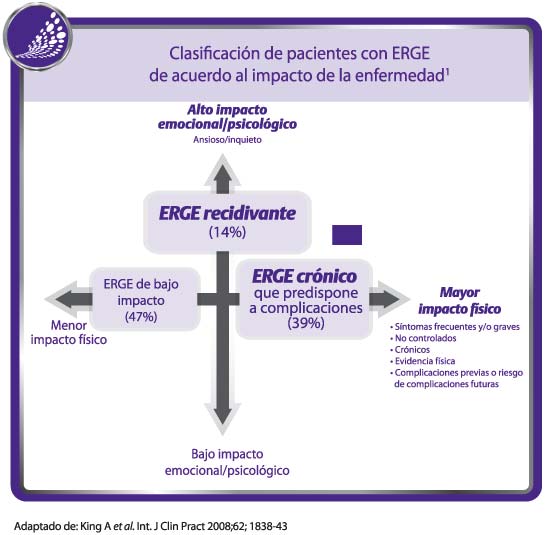 Clasificación de pacientes con ERGE
de acuerdo al impacto de la enfermedad¹
Alto impacto
emocional/psicológico
Ansioso/inquieto
ERGE recidivante
(14%)
ERGE de bajo
impacto
(47%)
ERGE crónico
que predispone
a complicaciones
(39%)
Menor
impacto físico
Mayor
impacto físico
• Síntomas frecuentes y/o graves
• No controlados
• Crónicos
• Evidencia física
• Complicaciones previas o riesgo
de complicaciones futuras
Bajo impacto
emocional/psicológico
Adaptado de: King A et al. Int. J Clin Pract 2008;62; 1838-43